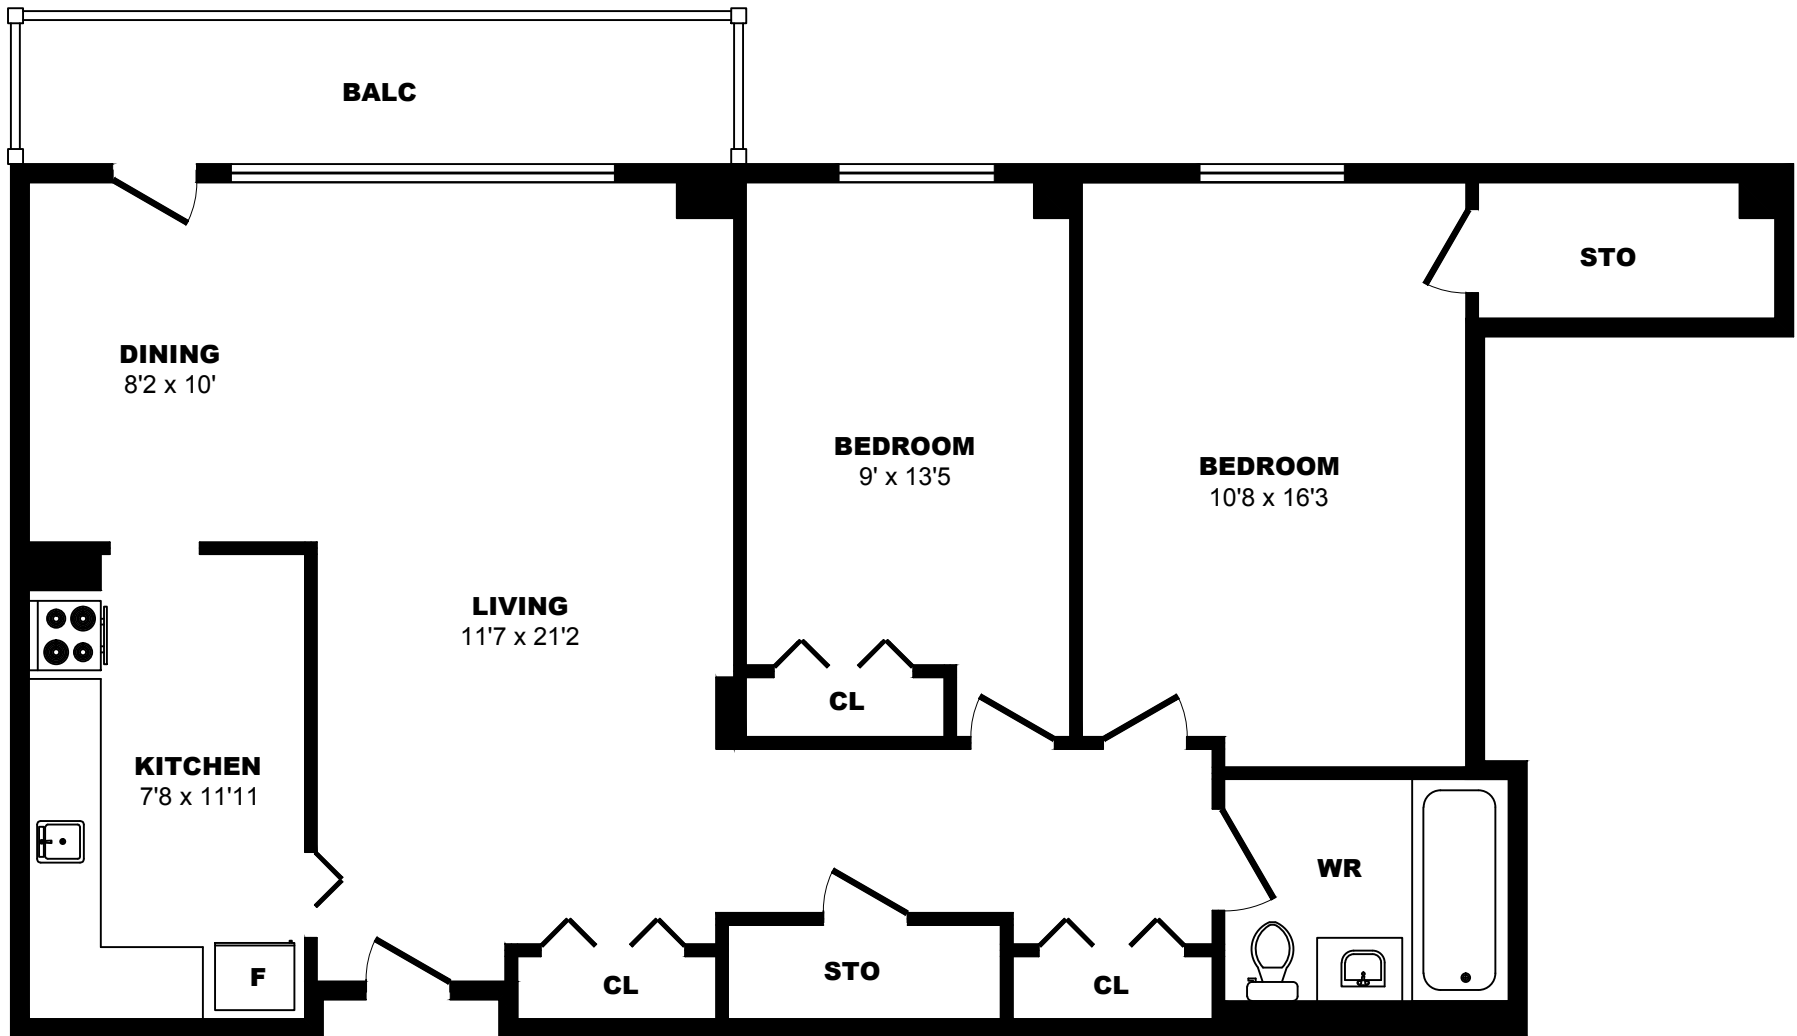 BALC
STO
DINING
8'2 x 10'
BEDROOM
9' x 13'5
BEDROOM
10'8 x 16'3
LIVING
11'7 x 21'2
CL
KITCHEN
7'8 x 11'11
WR
F
CL
STO
CL